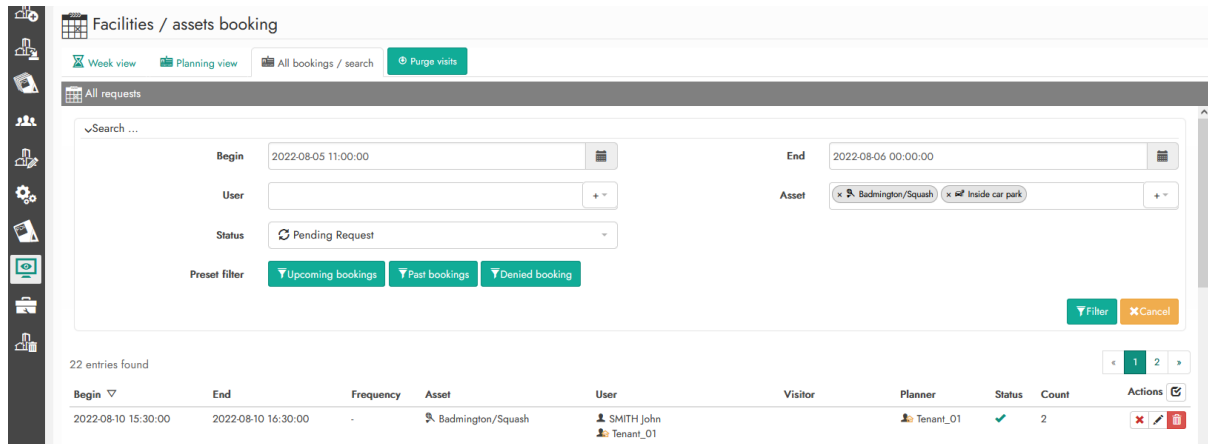 Facilities / assets booking
Week view Planning view All bookings / search Purge visits
All requests
Search ...
Begin 2022-08-05 11:00:00 End 2022-08-06 00:00:00
User + Asset × Badmington/Squash × Inside car park +
Status Pending Request
Preset filter Upcoming bookings Past bookings Denied booking
Filter Cancel
22 entries found « 1 2 »
Begin End Frequency Asset User Visitor Planner Status Count Actions
2022-08-10 15:30:00 2022-08-10 16:30:00 - Badmington/Squash SMITH John Tenant_01 2
Tenant_01